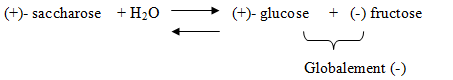 (+)- saccharose + H₂O ⇄ (+)- glucose + (-) fructose
Globalement (-)